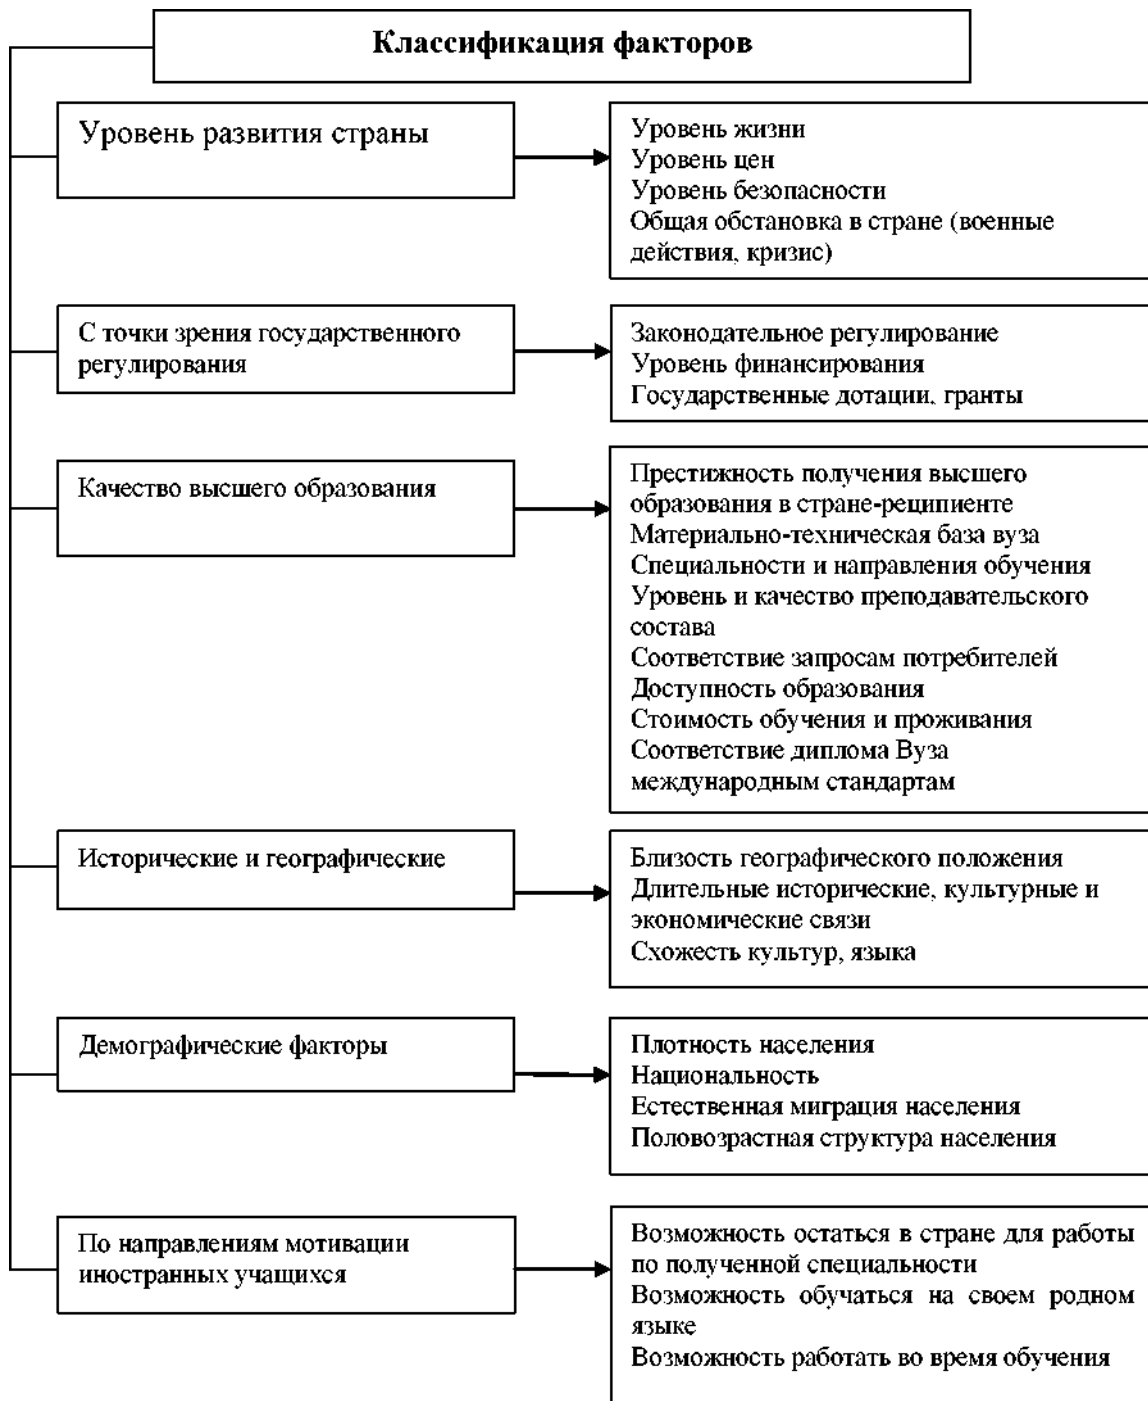 Классификация факторов
Уровень развития страны
Уровень жизни
Уровень цен
Уровень безопасности
Общая обстановка в стране (военные
действия, кризис)
С точки зрения государственного
регулирования
Законодательное регулирование
Уровень финансирования
Государственные дотации, гранты
Качество высшего образования
Престижность получения высшего
образования в стране-реципиенте
Материально-техническая база вуза
Специальности и направления обучения
Уровень и качество преподавательского
состава
Соответствие запросам потребителей
Доступность образования
Стоимость обучения и проживания
Соответствие диплома Вуза
международным стандартам
Исторические и географические
Близость географического положения
Длительные исторические, культурные и
экономические связи
Схожесть культур, языка
Демографические факторы
Плотность населения
Национальность
Естественная миграция населения
Половозрастная структура населения
По направлениям мотивации
иностранных учащихся
Возможность остаться в стране для работы
по полученной специальности
Возможность обучаться на своем родном
языке
Возможность работать во время обучения